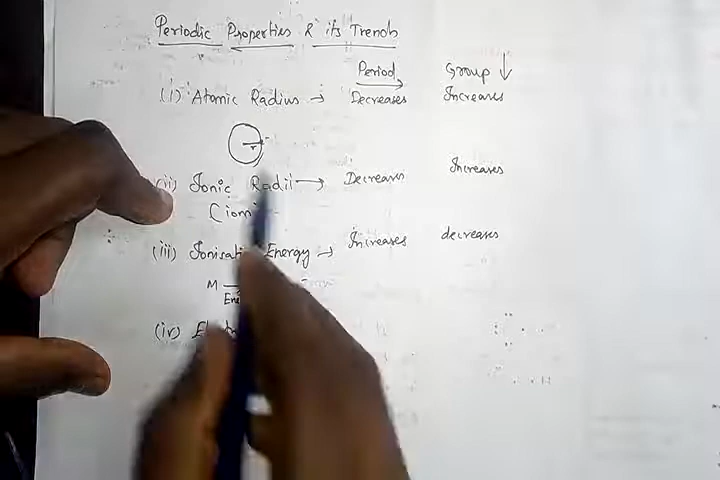 Periodic Properties & its Trends
Period Group
(i) Atomic Radius → Decreases Increases
r
(ii) Ionic Radii → Decreases Increases
(iii) Energy → Increases decreases
M
(iv)